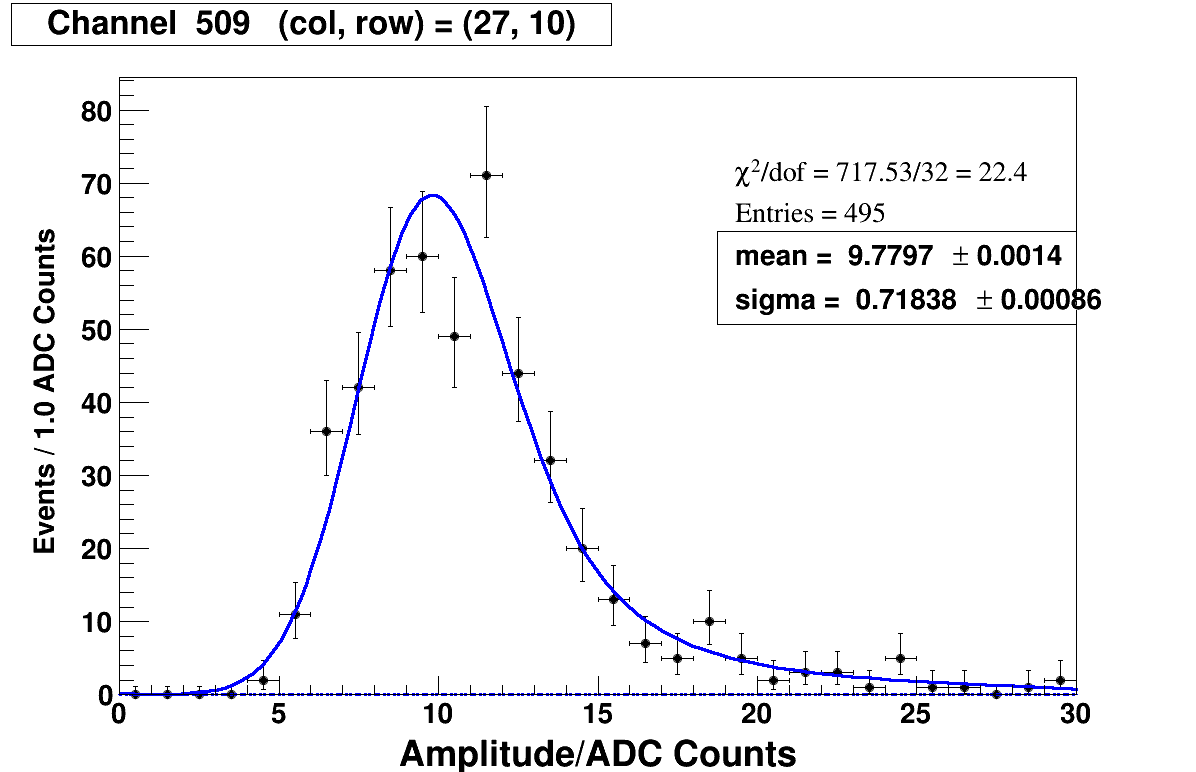 Channel 509 (col, row) = (27, 10)
χ²/dof = 717.53/32 = 22.4
Entries = 495
mean = 9.7797 ± 0.0014
sigma = 0.71838 ± 0.00086
Events / 1.0 ADC Counts
80
70
60
50
40
30
20
10
0
0 5 10 15 20 25 30
Amplitude/ADC Counts